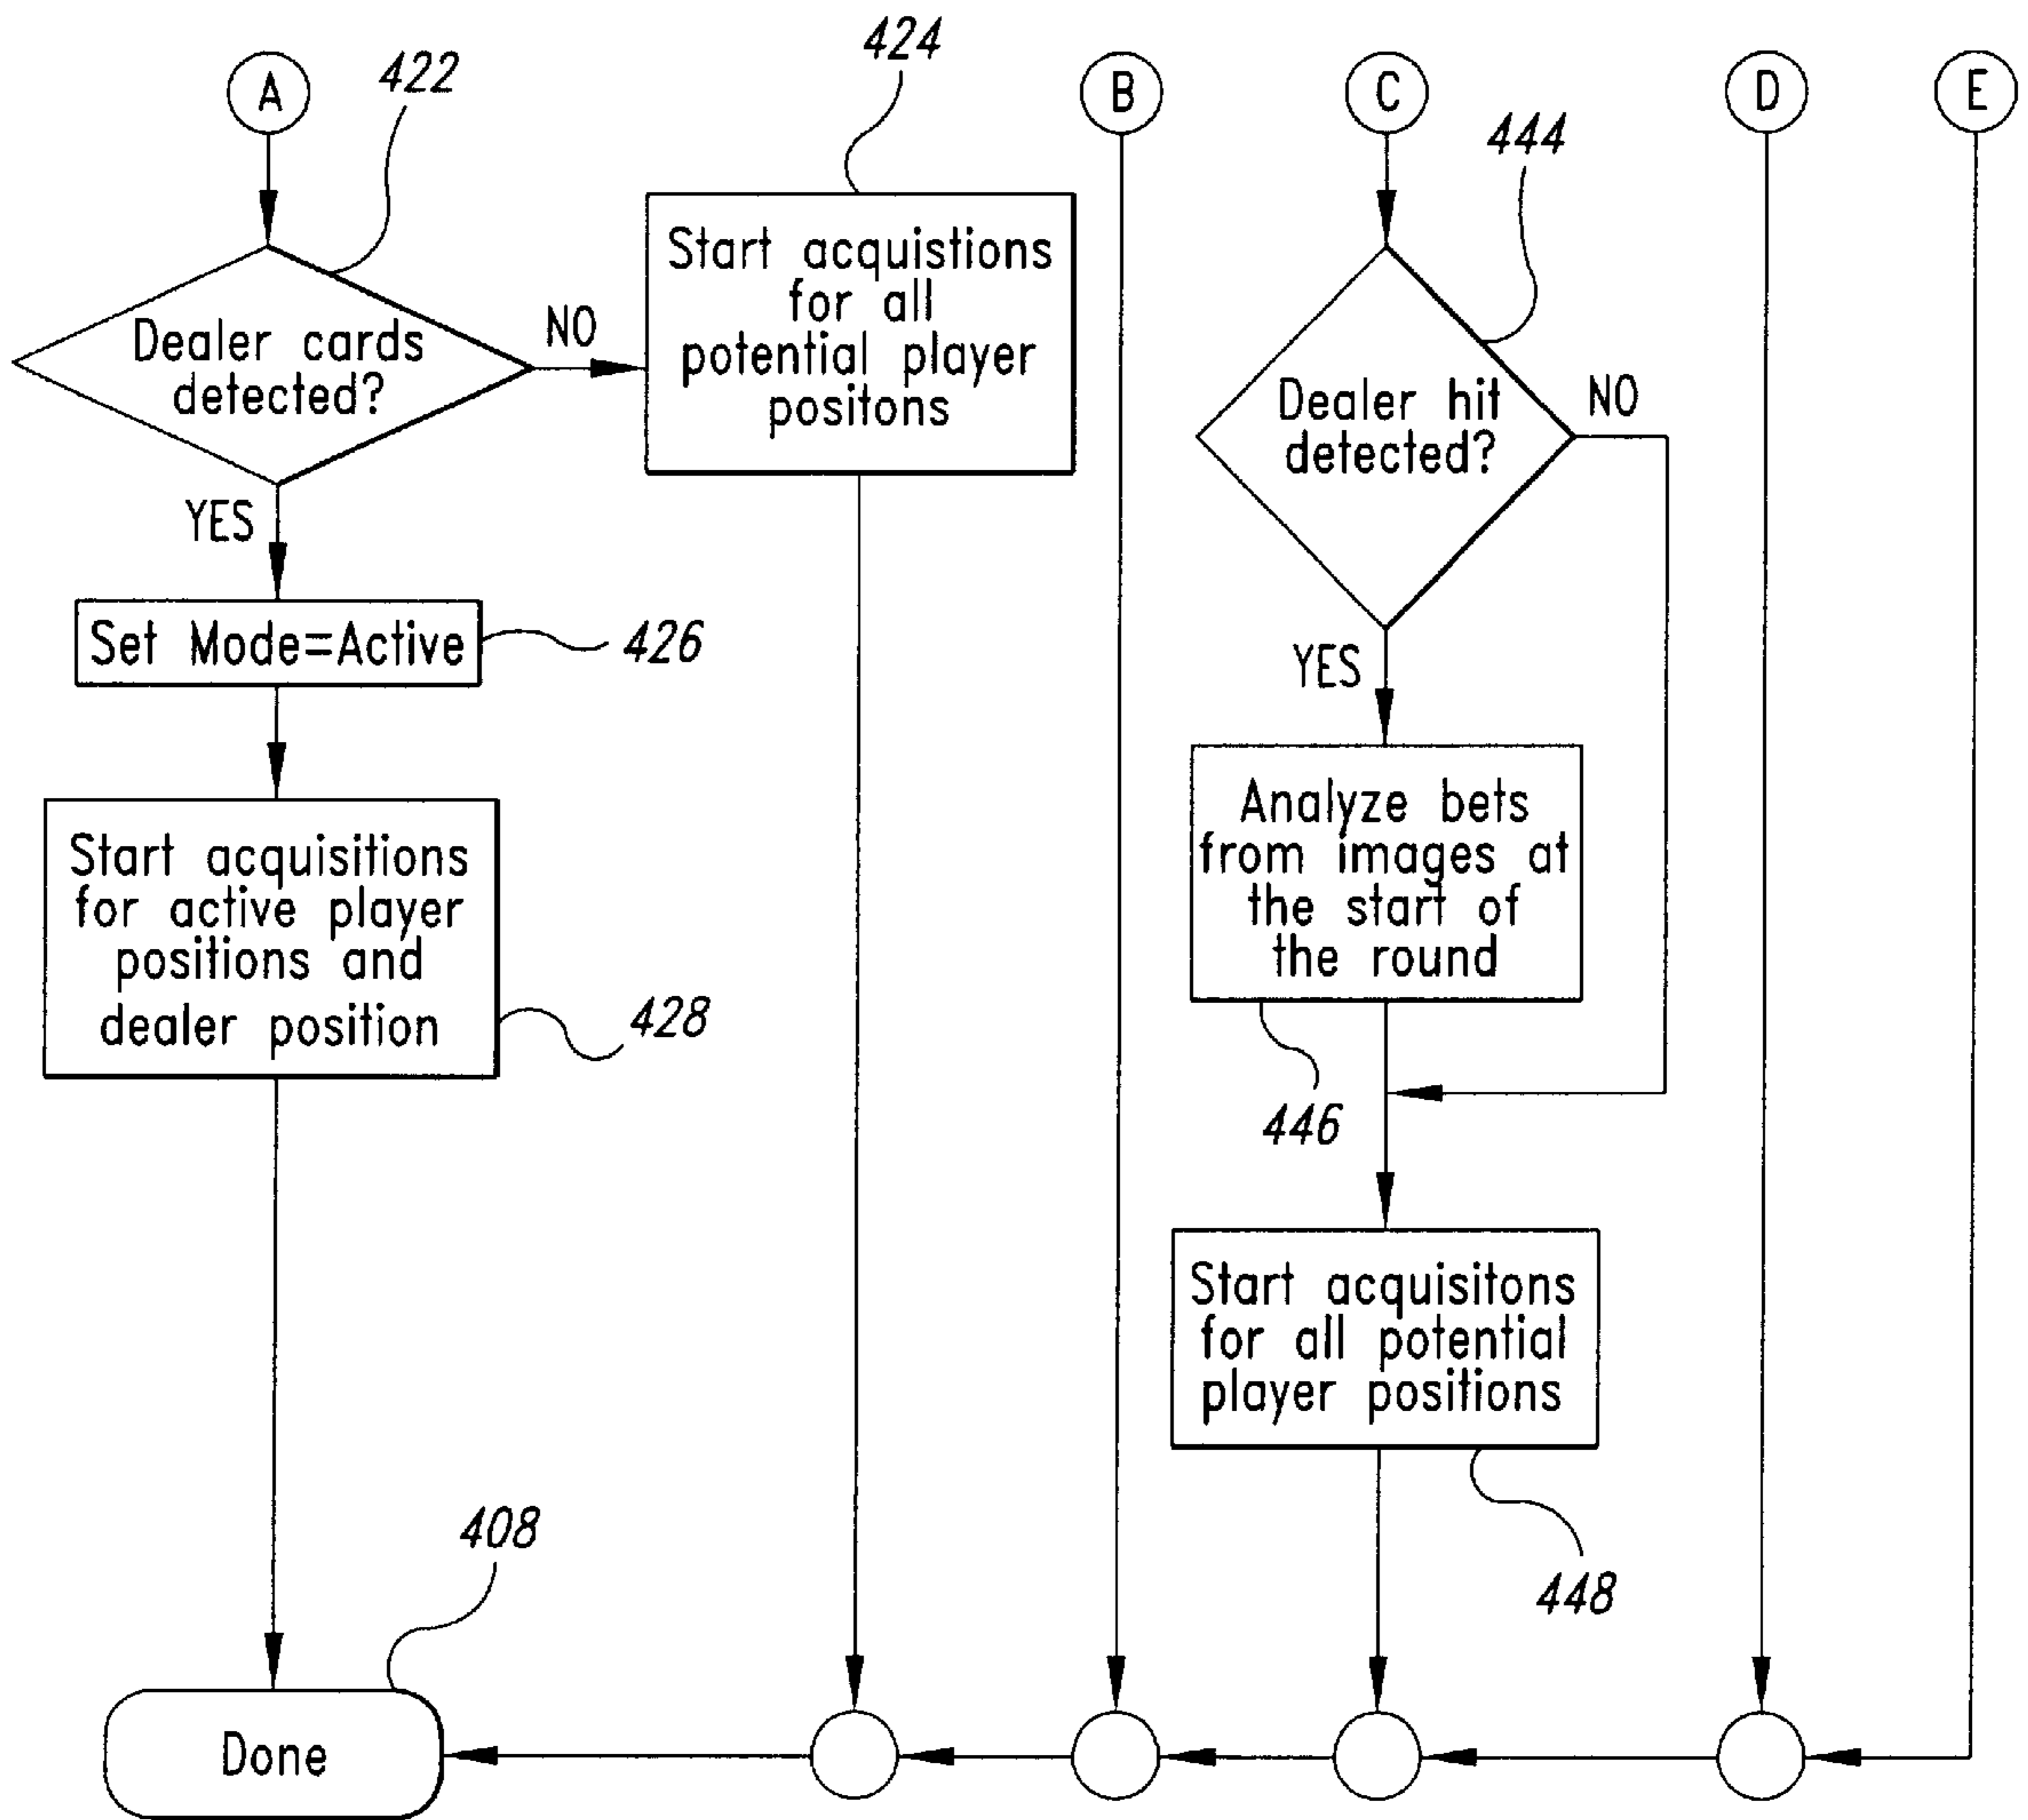 A
422
424
B
C
D
E
444
Dealer cards
detected?
NO
Start acquistions
for all
potential player
positons
YES
Set Mode=Active
426
Start acquisitions
for active player
positions and
dealer position
428
Dealer hit
detected?
NO
YES
Analyze bets
from images at
the start of
the round
446
Start acquisitons
for all potential
player positions
448
408
Done